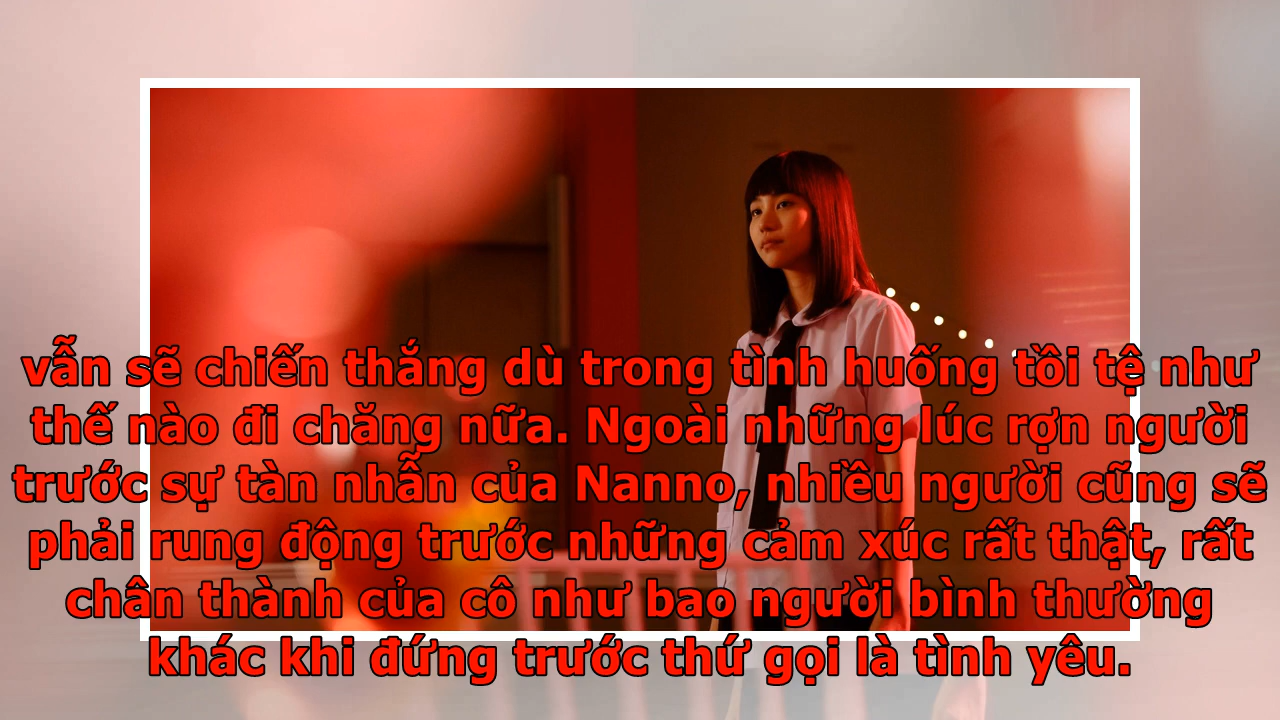 vẫn sẽ chiến thắng dù trong tình huống tồi tệ như
thế nào đi chăng nữa. Ngoài những lúc rợn người
trước sự tàn nhẫn của Nanno, nhiều người cũng sẽ
phải rung động trước những cảm xúc rất thật, rất
chân thành của cô như bao người bình thường
khác khi đứng trước thứ gọi là tình yêu.